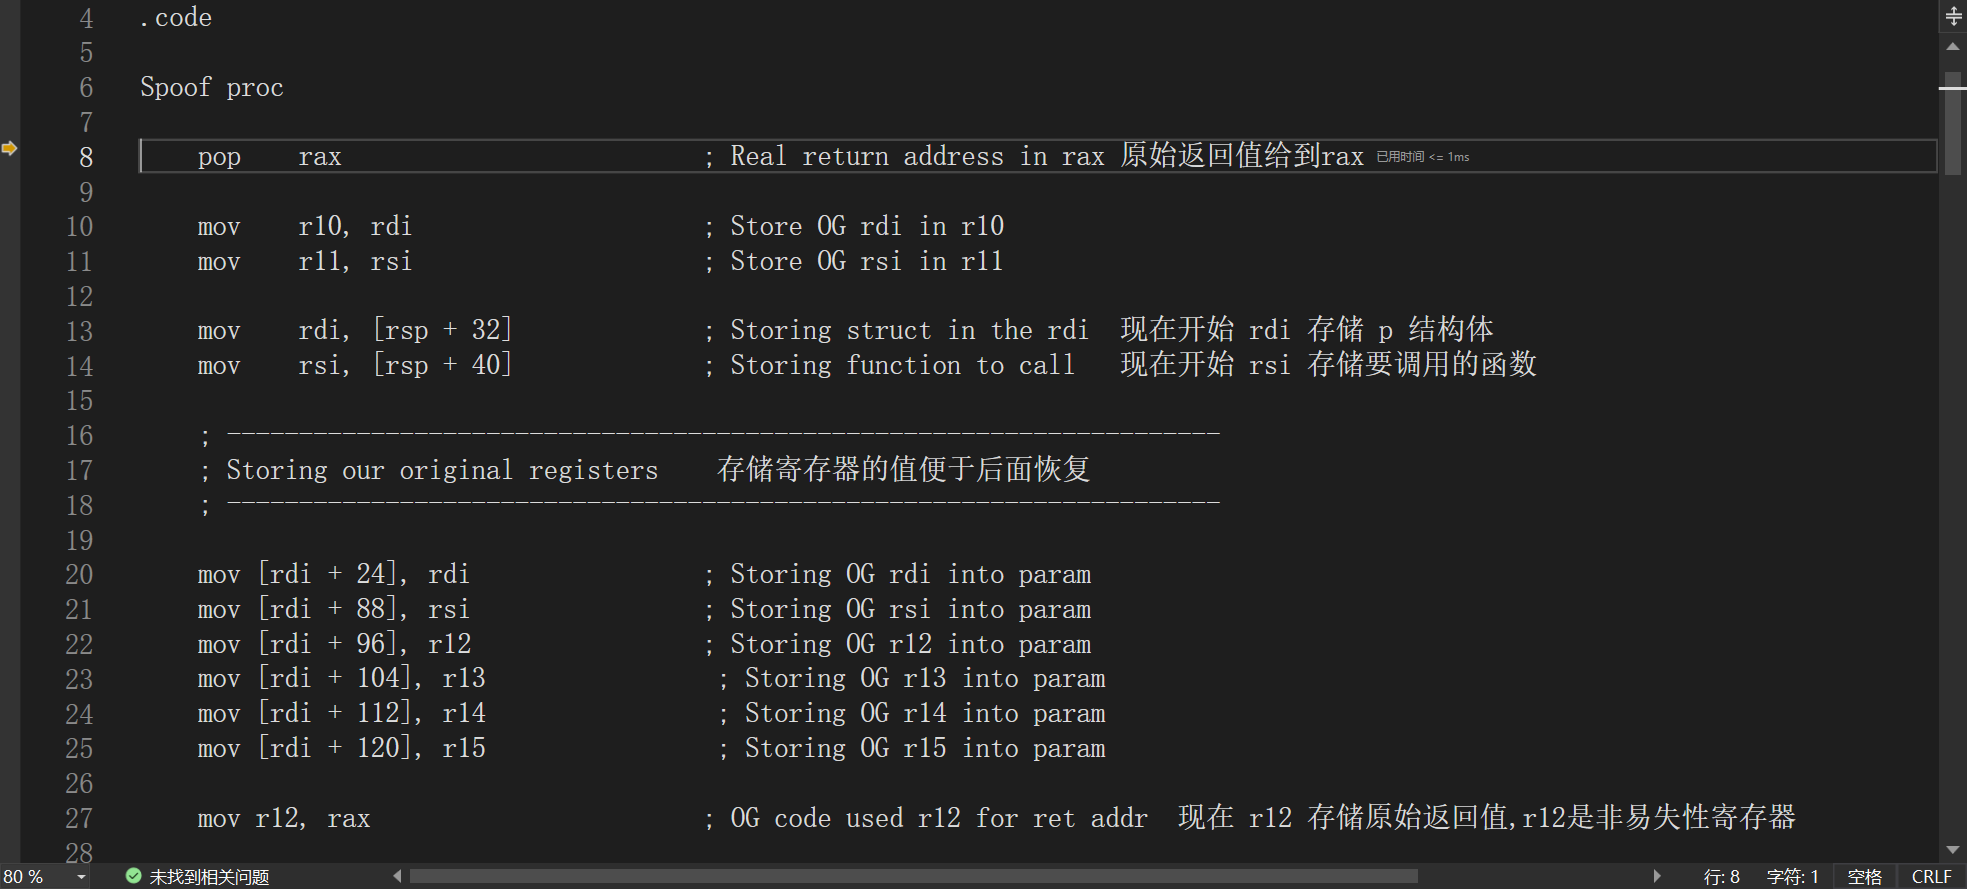 4 .code
5
6 Spoof proc
7
8 pop rax ; Real return address in rax 原始返回值给到rax 已用时间 <= 1ms
9
10 mov r10, rdi ; Store OG rdi in r10
11 mov r11, rsi ; Store OG rsi in r11
12
13 mov rdi, [rsp + 32] ; Storing struct in the rdi 现在开始 rdi 存储 p 结构体
14 mov rsi, [rsp + 40] ; Storing function to call 现在开始 rsi 存储要调用的函数
15
16 ; ---------------------------------------------------------------------
17 ; Storing our original registers 存储寄存器的值便于后面恢复
18 ; ---------------------------------------------------------------------
19
20 mov [rdi + 24], rdi ; Storing OG rdi into param
21 mov [rdi + 88], rsi ; Storing OG rsi into param
22 mov [rdi + 96], r12 ; Storing OG r12 into param
23 mov [rdi + 104], r13 ; Storing OG r13 into param
24 mov [rdi + 112], r14 ; Storing OG r14 into param
25 mov [rdi + 120], r15 ; Storing OG r15 into param
26
27 mov r12, rax ; OG code used r12 for ret addr 现在 r12 存储原始返回值,r12是非易失性寄存器
28
80 % 未找到相关问题 行: 8 字符: 1 空格 CRLF